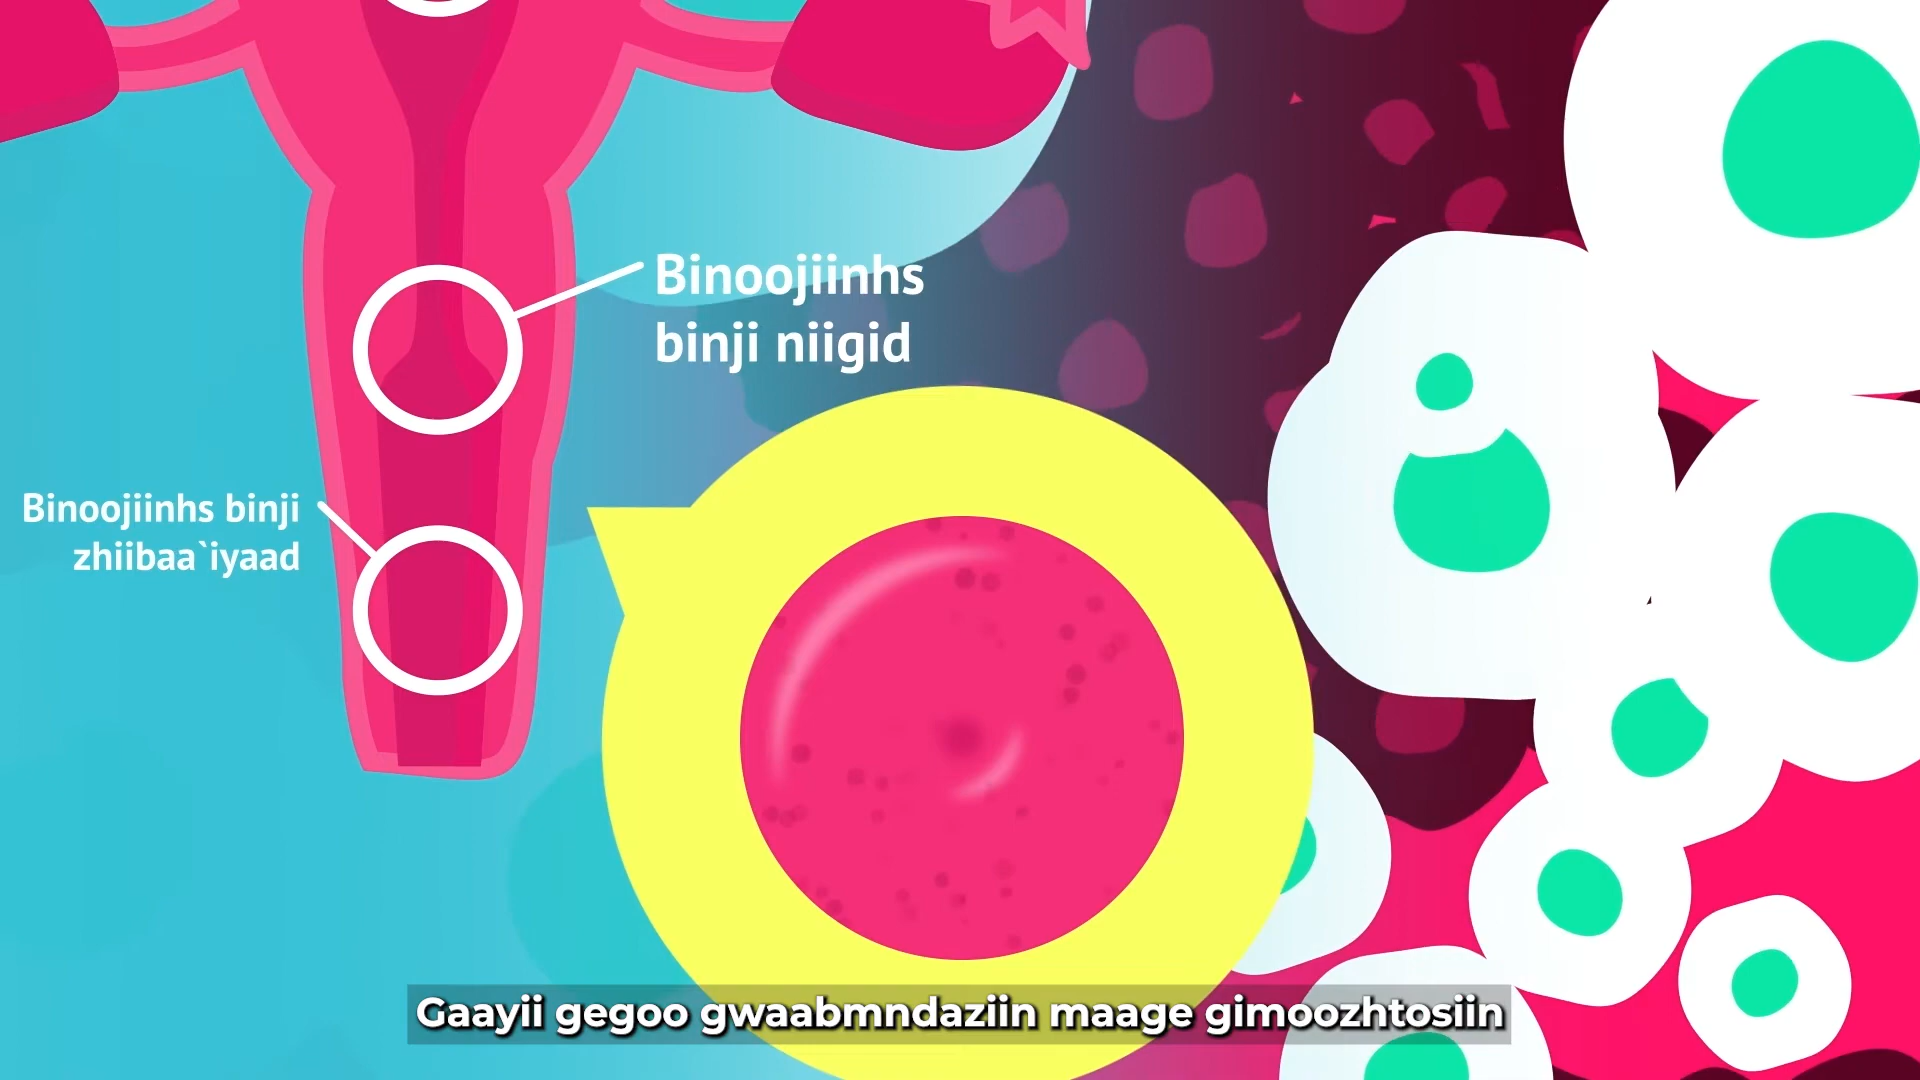 Binoojiinhs
binji niigid
Binoojiinhs binji
zhiibaa`iyaad
Gaayii gegoo gwaabmndaziin maage gimoozhtosiin